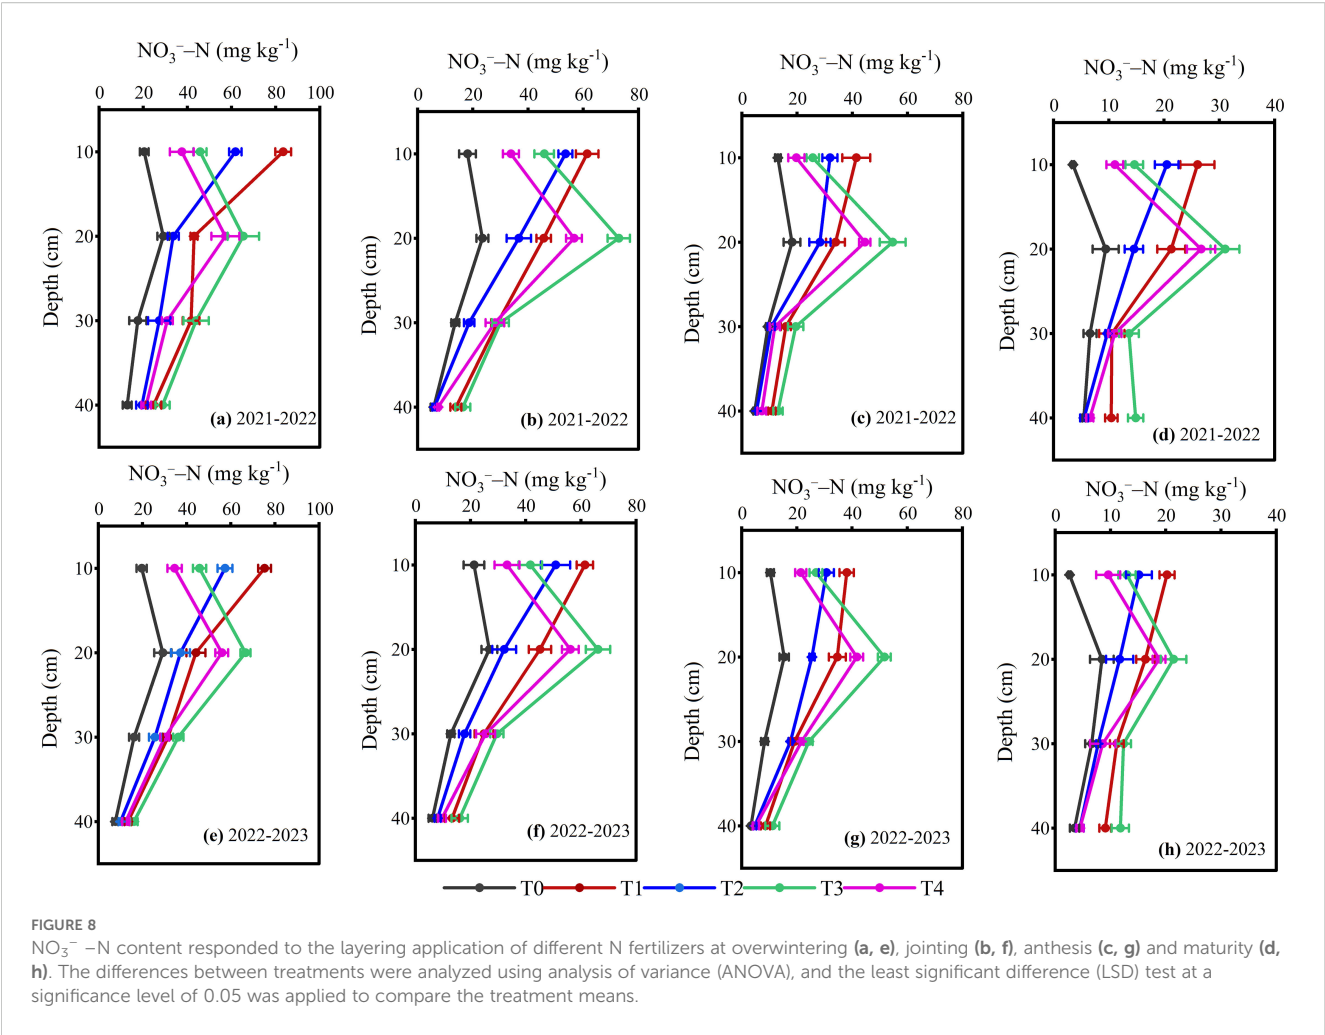 NO₃⁻–N (mg kg⁻¹)
NO₃⁻–N (mg kg⁻¹)
NO₃⁻–N (mg kg⁻¹)
NO₃⁻–N (mg kg⁻¹)
0 20 40 60 80 100
0 20 40 60 80
0 20 40 60 80
0 10 20 30 40
Depth (cm)
10
20
30
40
(a) 2021-2022
Depth (cm)
10
20
30
40
(b) 2021-2022
Depth (cm)
10
20
30
40
(c) 2021-2022
Depth (cm)
10
20
30
40
(d) 2021-2022
NO₃⁻–N (mg kg⁻¹)
NO₃⁻–N (mg kg⁻¹)
NO₃⁻–N (mg kg⁻¹)
NO₃⁻–N (mg kg⁻¹)
0 20 40 60 80 100
0 20 40 60 80
0 20 40 60 80
0 10 20 30 40
Depth (cm)
10
20
30
40
(e) 2022-2023
Depth (cm)
10
20
30
40
(f) 2022-2023
Depth (cm)
10
20
30
40
(g) 2022-2023
Depth (cm)
10
20
30
40
(h) 2022-2023
T0 T1 T2 T3 T4
FIGURE 8
NO₃⁻ –N content responded to the layering application of different N fertilizers at overwintering (a, e), jointing (b, f), anthesis (c, g) and maturity (d,
h). The differences between treatments were analyzed using analysis of variance (ANOVA), and the least significant difference (LSD) test at a
significance level of 0.05 was applied to compare the treatment means.